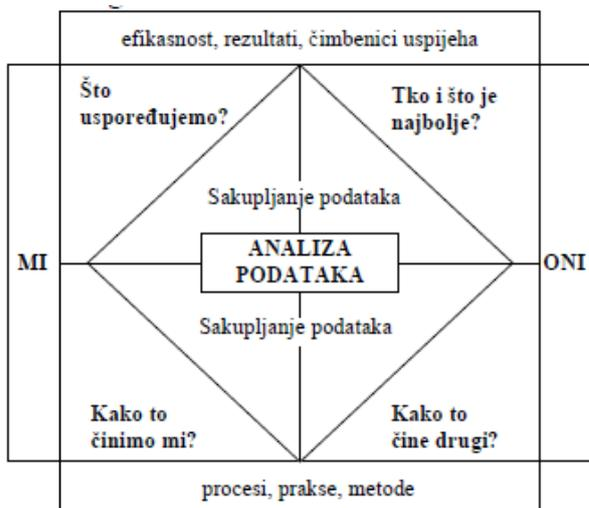 efikasnost, rezultati, čimbenici uspijeha
Što
uspoređujemo?
Tko i što je
najbolje?
Sakupljanje podataka
MI
ANALIZA
PODATAKA
ONI
Sakupljanje podataka
Kako to
činimo mi?
Kako to
čine drugi?
procesi, prakse, metode